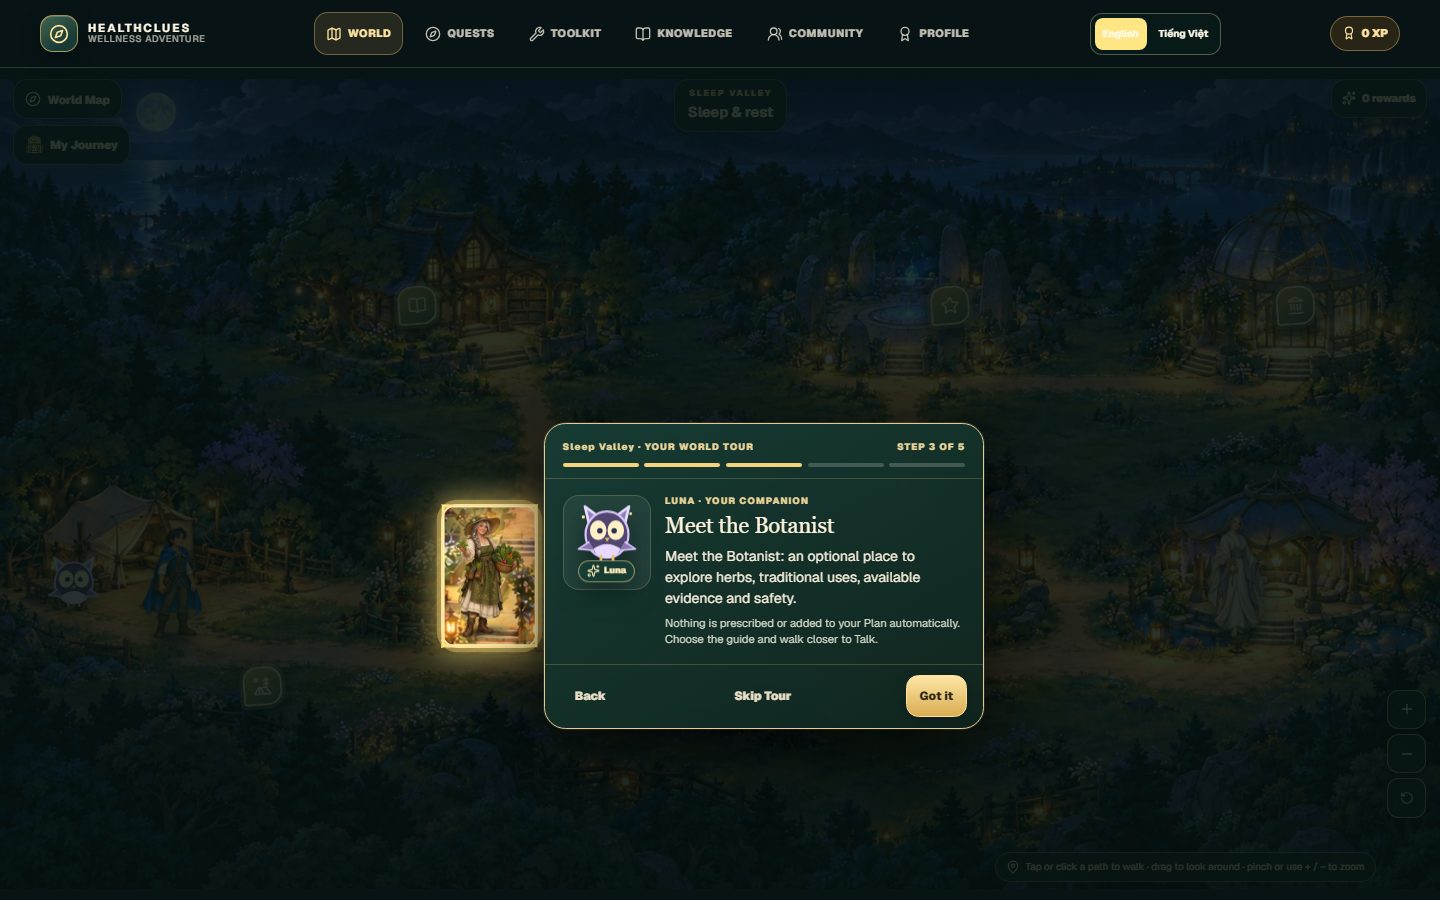 HEALTHCLUES
WELLNESS ADVENTURE
WORLD
QUESTS
TOOLKIT
KNOWLEDGE
COMMUNITY
PROFILE
English
Tiếng Việt
0 XP
World Map
My Journey
SLEEP VALLEY
Sleep & rest
0 rewards
Sleep Valley · YOUR WORLD TOUR
STEP 3 OF 5
Luna
LUNA · YOUR COMPANION
Meet the Botanist
Meet the Botanist: an optional place to
explore herbs, traditional uses, available
evidence and safety.
Nothing is prescribed or added to your Plan automatically.
Choose the guide and walk closer to Talk.
Back
Skip Tour
Got it
Tap or click a path to walk · drag to look around · pinch or use + / − to zoom